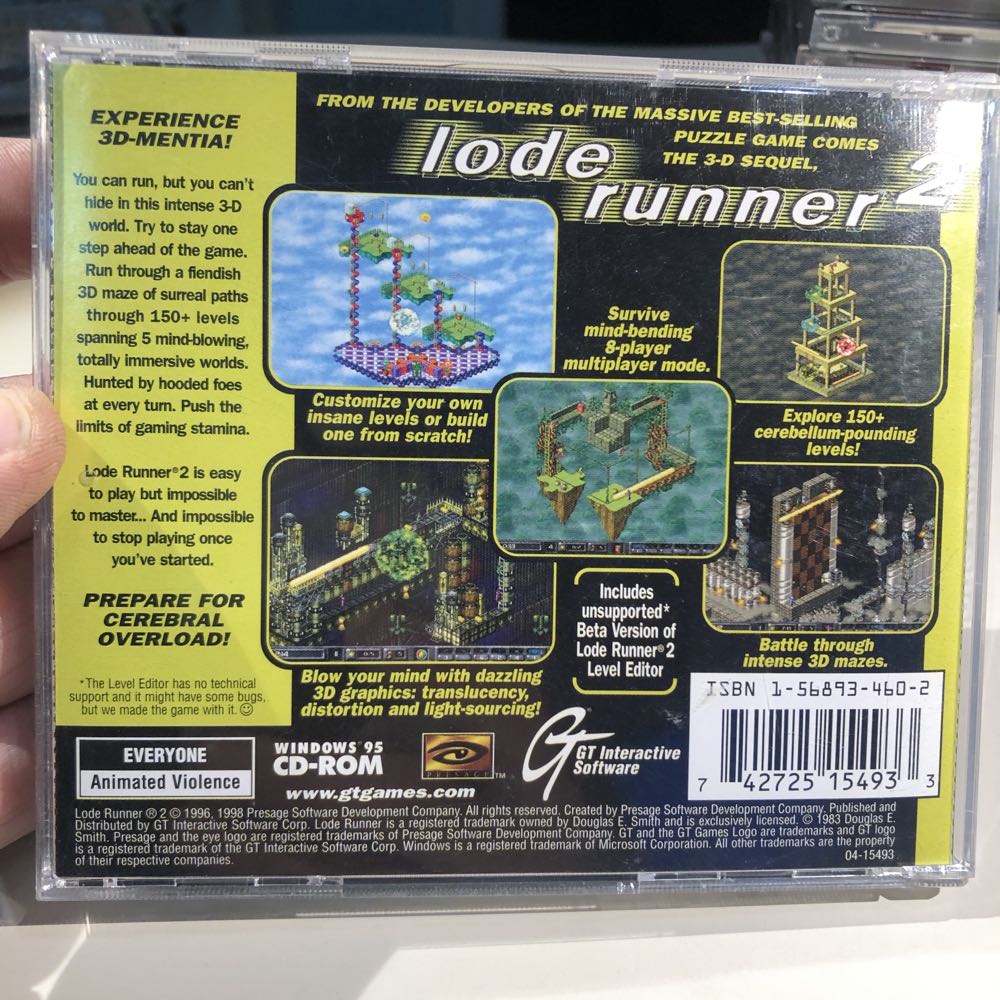 EXPERIENCE
3D-MENTIA!
You can run, but you can't
hide in this intense 3-D
world. Try to stay one
step ahead of the game.
Run through a fiendish
3D maze of surreal paths
through 150+ levels
spanning 5 mind-blowing,
totally immersive worlds.
Hunted by hooded foes
at every turn. Push the
limits of gaming stamina.
Lode Runner®2 is easy
to play but impossible
to master... And impossible
to stop playing once
you've started.
PREPARE FOR
CEREBRAL
OVERLOAD!
*The Level Editor has no technical
support and it might have some bugs,
but we made the game with it. ☺
FROM THE DEVELOPERS OF THE MASSIVE BEST-SELLING
PUZZLE GAME COMES
THE 3-D SEQUEL,
lode
runner 2
Customize your own
insane levels or build
one from scratch!
Survive
mind-bending
8-player
multiplayer mode.
Explore 150+
cerebellum-pounding
levels!
Blow your mind with dazzling
3D graphics: translucency,
distortion and light-sourcing!
Includes
unsupported*
Beta Version of
Lode Runner®2
Level Editor
Battle through
intense 3D mazes.
ISBN 1-56893-460-2
7 42725 15493 3
EVERYONE
Animated Violence
WINDOWS® 95
CD-ROM
PRESAGE™
GT GT Interactive
Software
www.gtgames.com
Lode Runner ® 2 © 1996, 1998 Presage Software Development Company. All rights reserved. Created by Presage Software Development Company. Published and
Distributed by GT Interactive Software Corp. Lode Runner is a registered trademark owned by Douglas E. Smith and is exclusively licensed. © 1983 Douglas E.
Smith. Presage and the eye logo are registered trademarks of Presage Software Development Company. GT and the GT Games Logo are trademarks and GT logo
is a registered trademark of the GT Interactive Software Corp. Windows is a registered trademark of Microsoft Corporation. All other trademarks are the property
of their respective companies.
04-15493